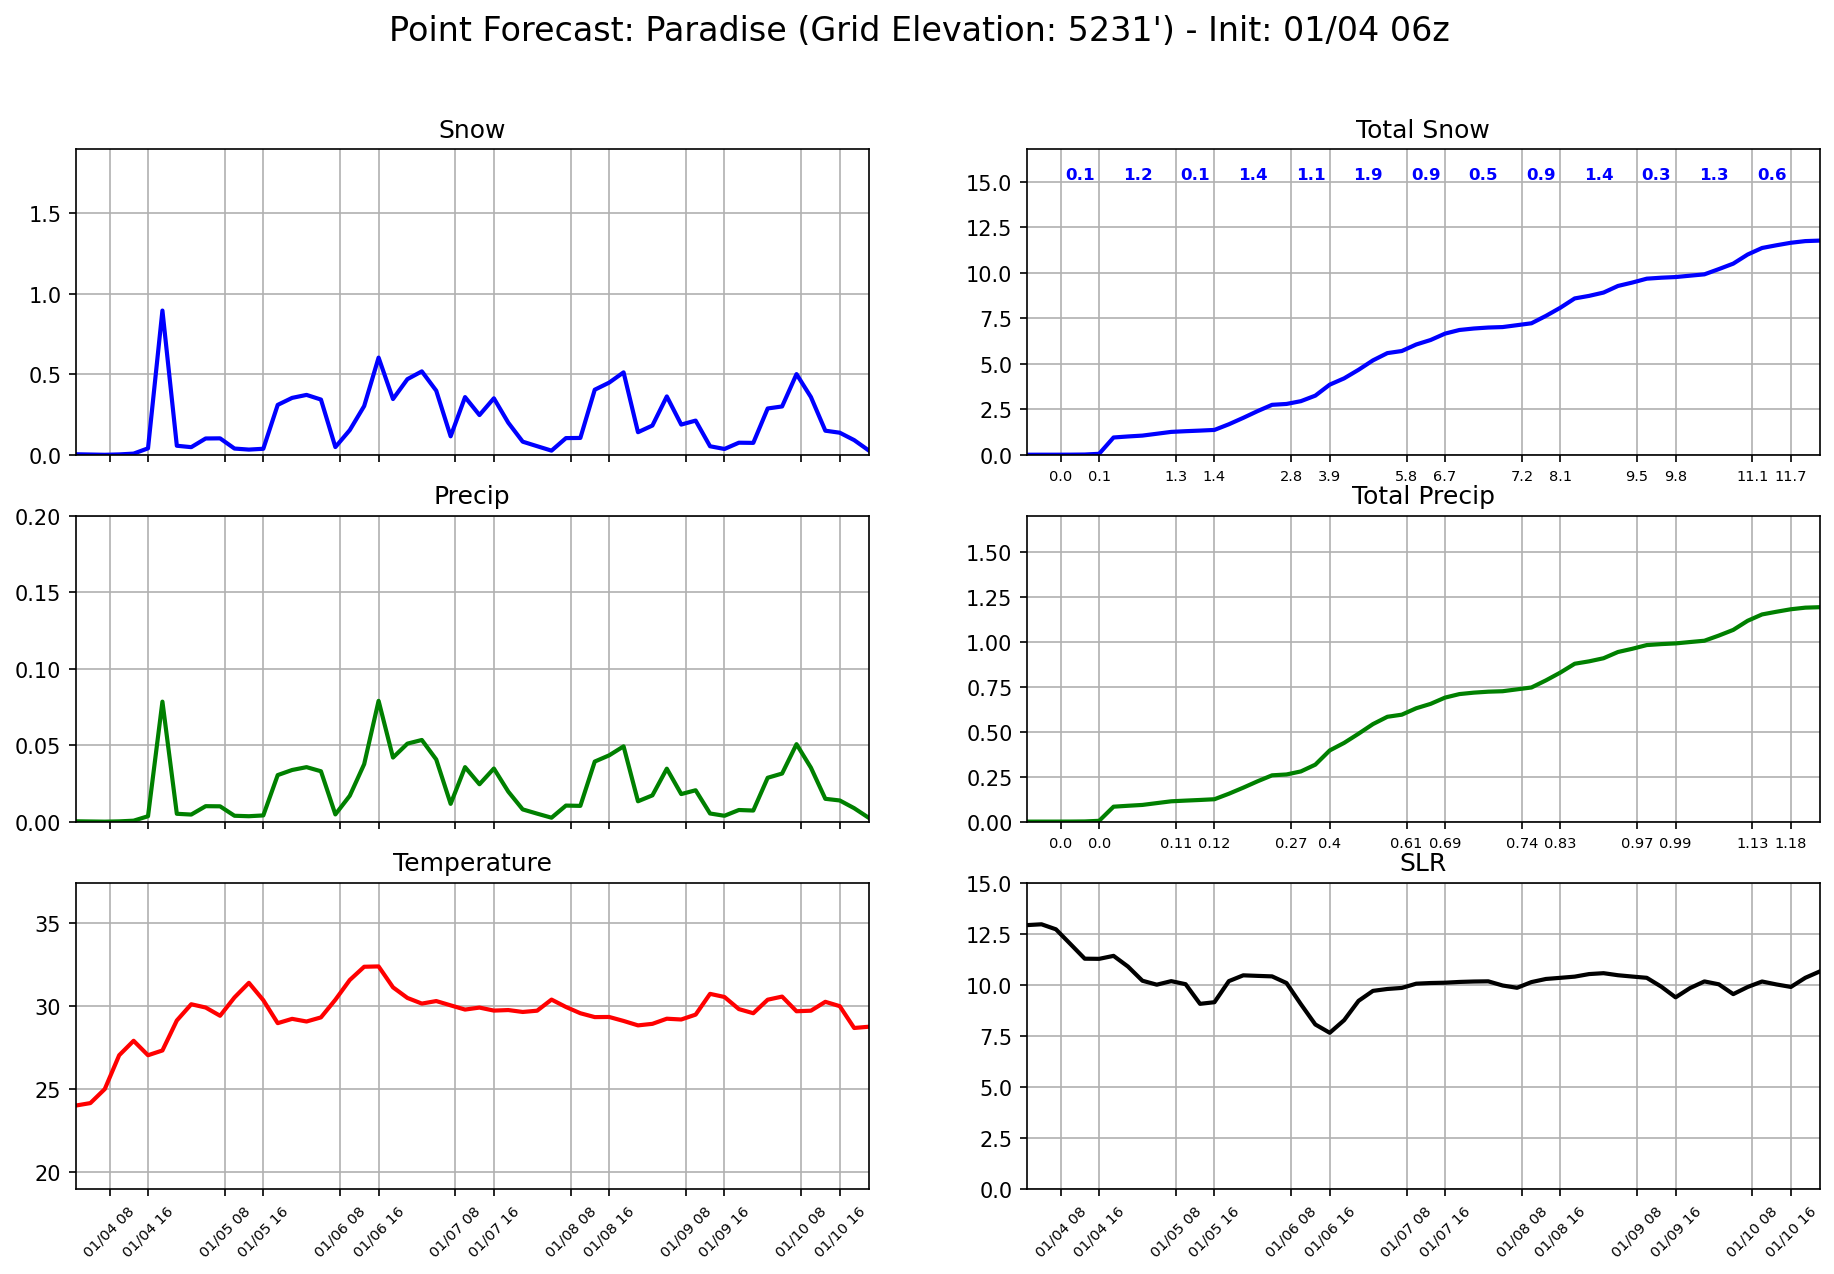 Point Forecast: Paradise (Grid Elevation: 5231') - Init: 01/04 06z
Snow
1.5
1.0
0.5
0.0
Total Snow
0.1 1.2 0.1 1.4 1.1 1.9 0.9 0.5 0.9 1.4 0.3 1.3 0.6
15.0
12.5
10.0
7.5
5.0
2.5
0.0
0.0 0.1 1.3 1.4 2.8 3.9 5.8 6.7 7.2 8.1 9.5 9.8 11.1 11.7
Precip
0.20
0.15
0.10
0.05
0.00
Total Precip
1.50
1.25
1.00
0.75
0.50
0.25
0.00
0.0 0.0 0.11 0.12 0.27 0.4 0.61 0.69 0.74 0.83 0.97 0.99 1.13 1.18
Temperature
35
30
25
20
01/04 08 01/04 16 01/05 08 01/05 16 01/06 08 01/06 16 01/07 08 01/07 16 01/08 08 01/08 16 01/09 08 01/09 16 01/10 08 01/10 16
SLR
15.0
12.5
10.0
7.5
5.0
2.5
0.0
01/04 08 01/04 16 01/05 08 01/05 16 01/06 08 01/06 16 01/07 08 01/07 16 01/08 08 01/08 16 01/09 08 01/09 16 01/10 08 01/10 16